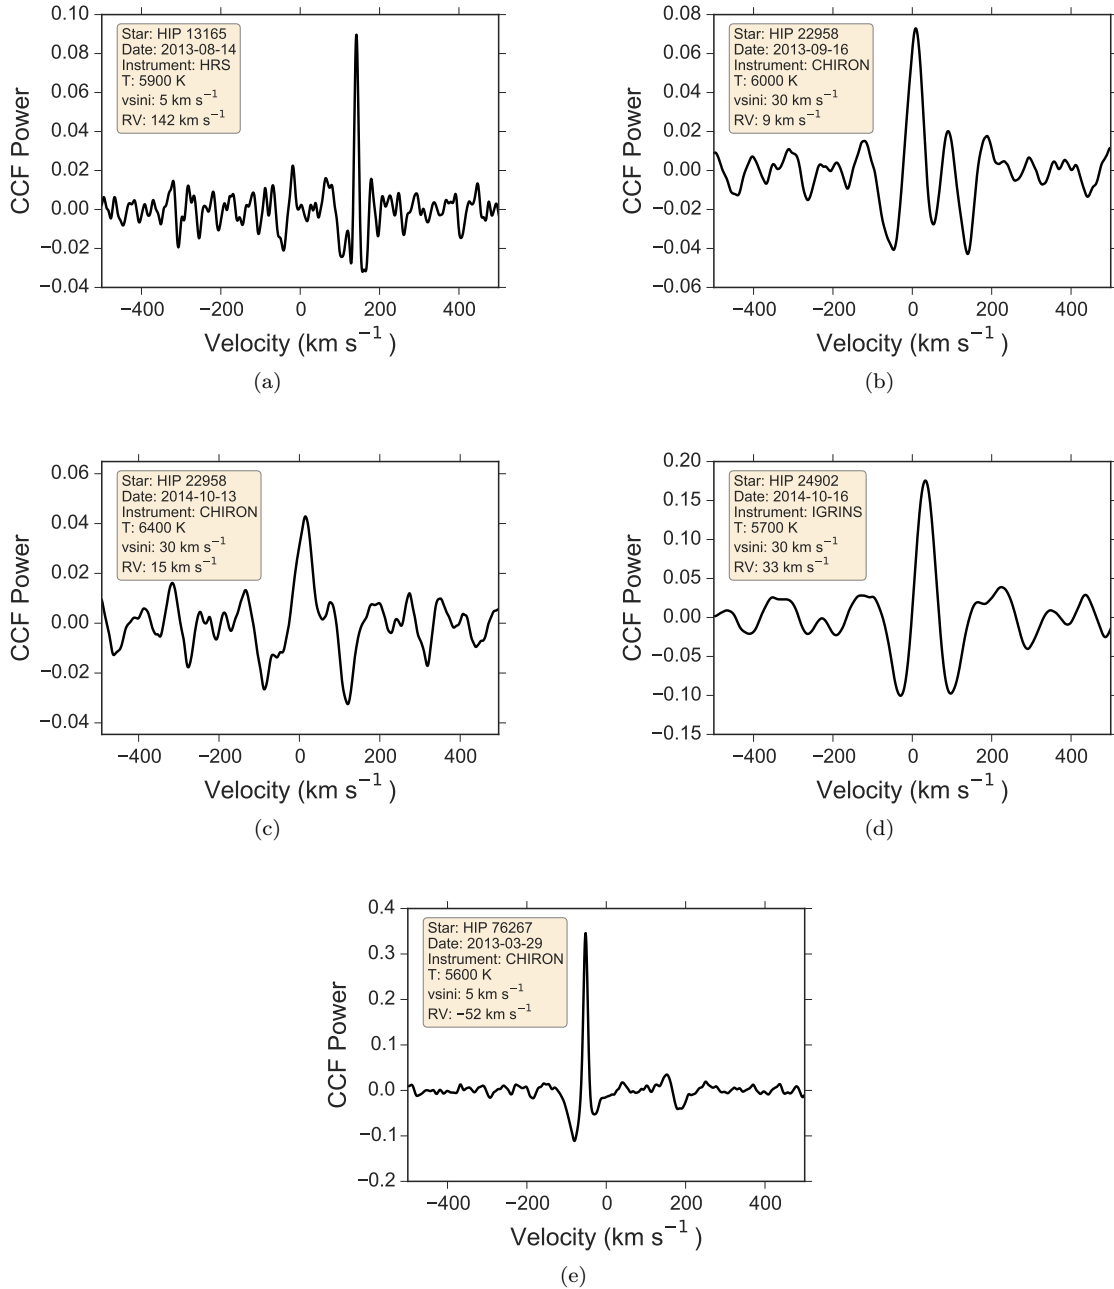 0.10
0.08
0.06
0.04
0.02
0.00
−0.02
−0.04
CCF Power
Star: HIP 13165
Date: 2013-08-14
Instrument: HRS
T: 5900 K
vsini: 5 km s⁻¹
RV: 142 km s⁻¹
−400 −200 0 200 400
Velocity (km s⁻¹)
(a)
0.08
0.06
0.04
0.02
0.00
−0.02
−0.04
−0.06
CCF Power
Star: HIP 22958
Date: 2013-09-16
Instrument: CHIRON
T: 6000 K
vsini: 30 km s⁻¹
RV: 9 km s⁻¹
−400 −200 0 200 400
Velocity (km s⁻¹)
(b)
0.06
0.04
0.02
0.00
−0.02
−0.04
CCF Power
Star: HIP 22958
Date: 2014-10-13
Instrument: CHIRON
T: 6400 K
vsini: 30 km s⁻¹
RV: 15 km s⁻¹
−400 −200 0 200 400
Velocity (km s⁻¹)
(c)
0.20
0.15
0.10
0.05
0.00
−0.05
−0.10
−0.15
CCF Power
Star: HIP 24902
Date: 2014-10-16
Instrument: IGRINS
T: 5700 K
vsini: 30 km s⁻¹
RV: 33 km s⁻¹
−400 −200 0 200 400
Velocity (km s⁻¹)
(d)
0.4
0.3
0.2
0.1
0.0
−0.1
−0.2
CCF Power
Star: HIP 76267
Date: 2013-03-29
Instrument: CHIRON
T: 5600 K
vsini: 5 km s⁻¹
RV: −52 km s⁻¹
−400 −200 0 200 400
Velocity (km s⁻¹)
(e)